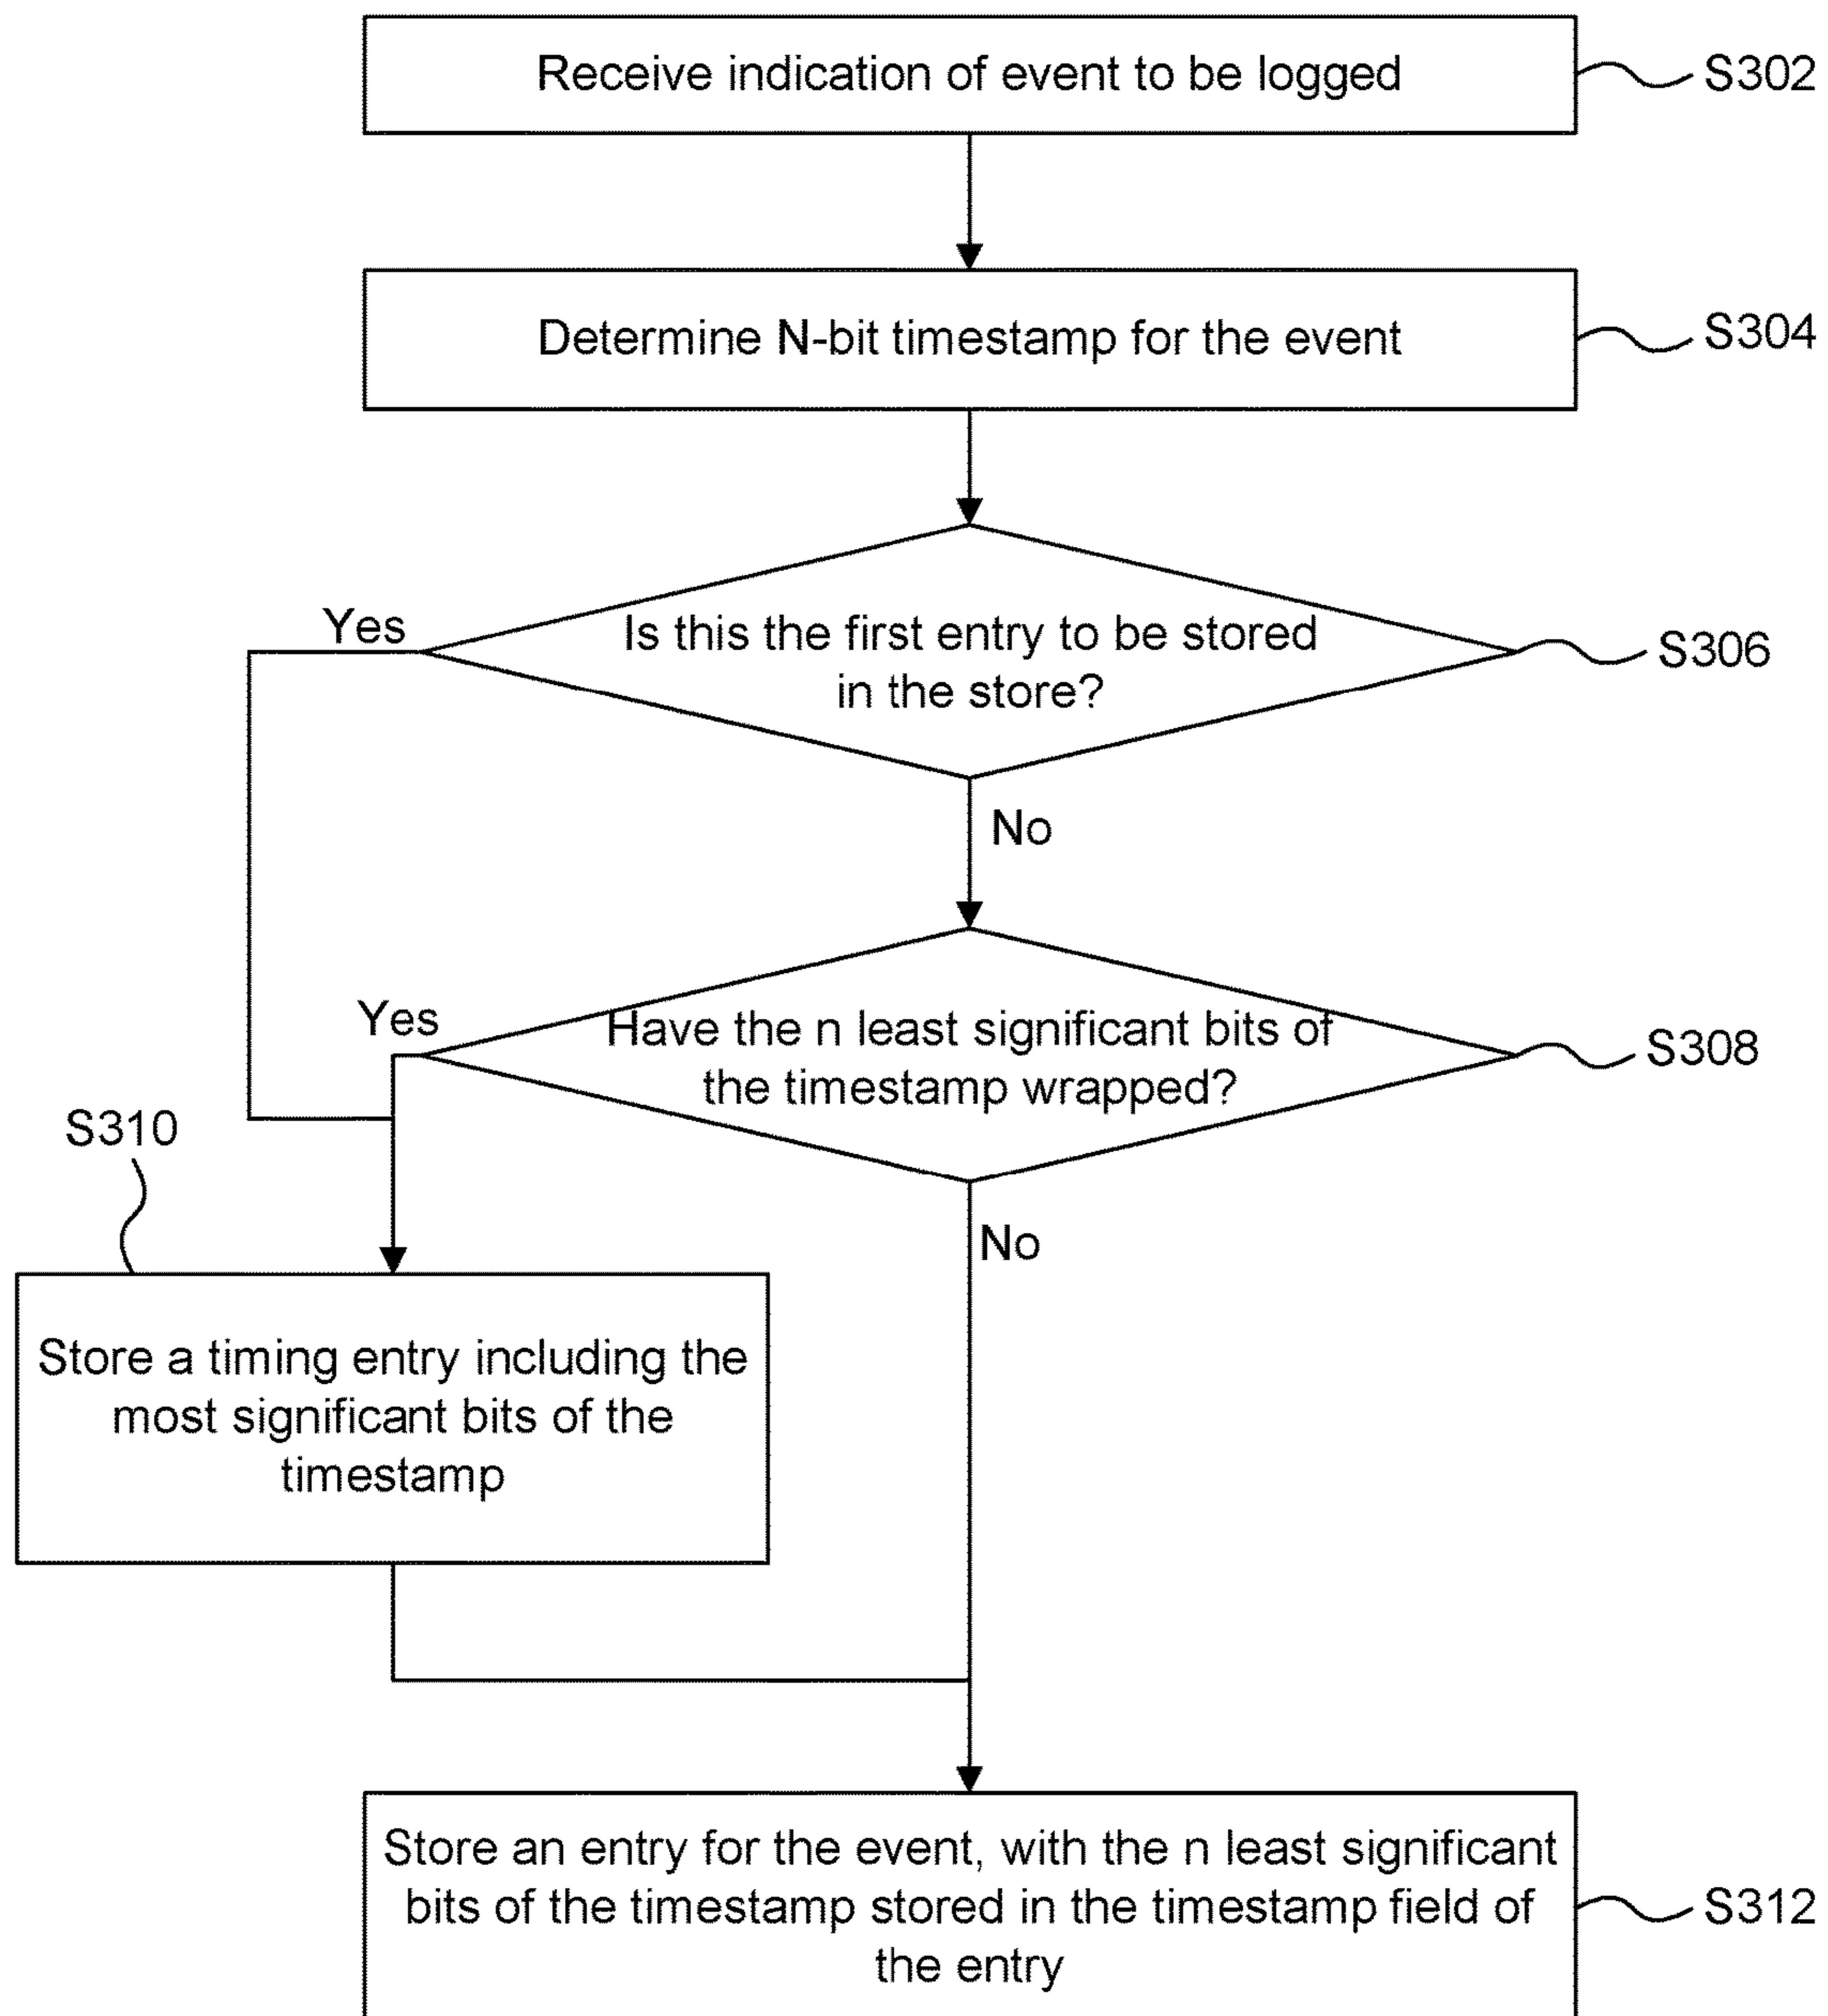 Receive indication of event to be logged
S302
Determine N-bit timestamp for the event
S304
Yes
Is this the first entry to be stored
in the store?
S306
No
Yes
Have the n least significant bits of
the timestamp wrapped?
S308
S310
No
Store a timing entry including the
most significant bits of the
timestamp
Store an entry for the event, with the n least significant
bits of the timestamp stored in the timestamp field of
the entry
S312